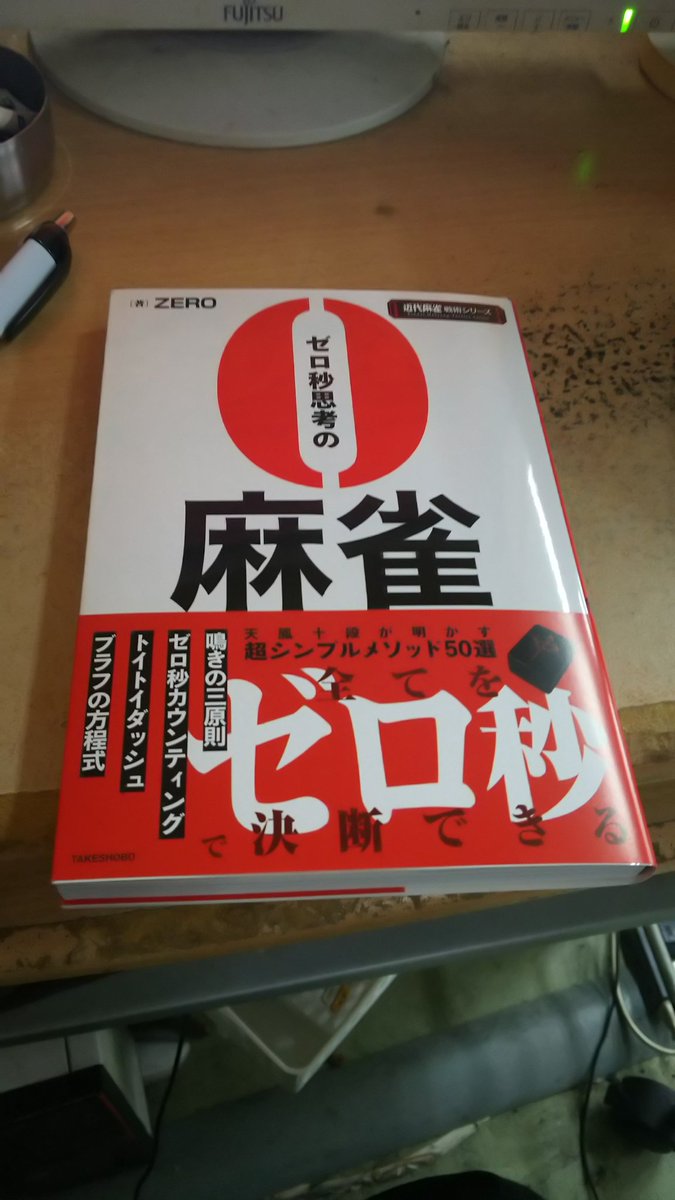 FUJITSU
[著] ZERO
近代麻雀 戦術シリーズ
ゼロ秒思考の
麻雀
天鳳十段が明かす
超シンプルメソッド50選
鳴きの三原則
ゼロ秒カウンティング
トイトイダッシュ
ブラフの方程式
全てを
ゼロ秒
で決断できる
TAKESHOBO